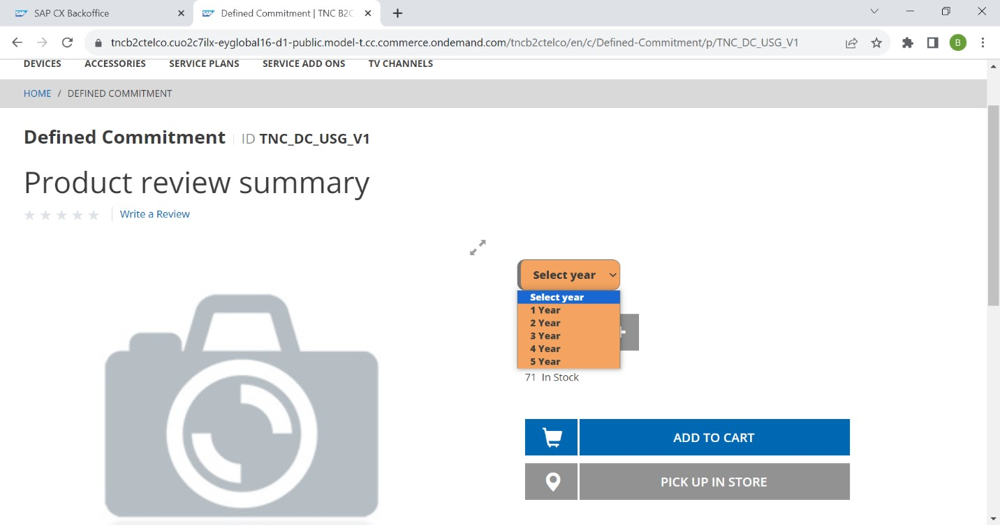 SAP CX Backoffice
Defined Commitment | TNC B2C
tncb2ctelco.cuo2c7ilx-eyglobal16-d1-public.model-t.cc.commerce.ondemand.com/tncb2ctelco/en/c/Defined-Commitment/p/TNC_DC_USG_V1
B
DEVICES ACCESSORIES SERVICE PLANS SERVICE ADD ONS TV CHANNELS
HOME / DEFINED COMMITMENT
Defined Commitment ID TNC_DC_USG_V1
Product review summary
Write a Review
Select year
Select year
1 Year
2 Year
3 Year
4 Year
5 Year
+
71 In Stock
ADD TO CART
PICK UP IN STORE